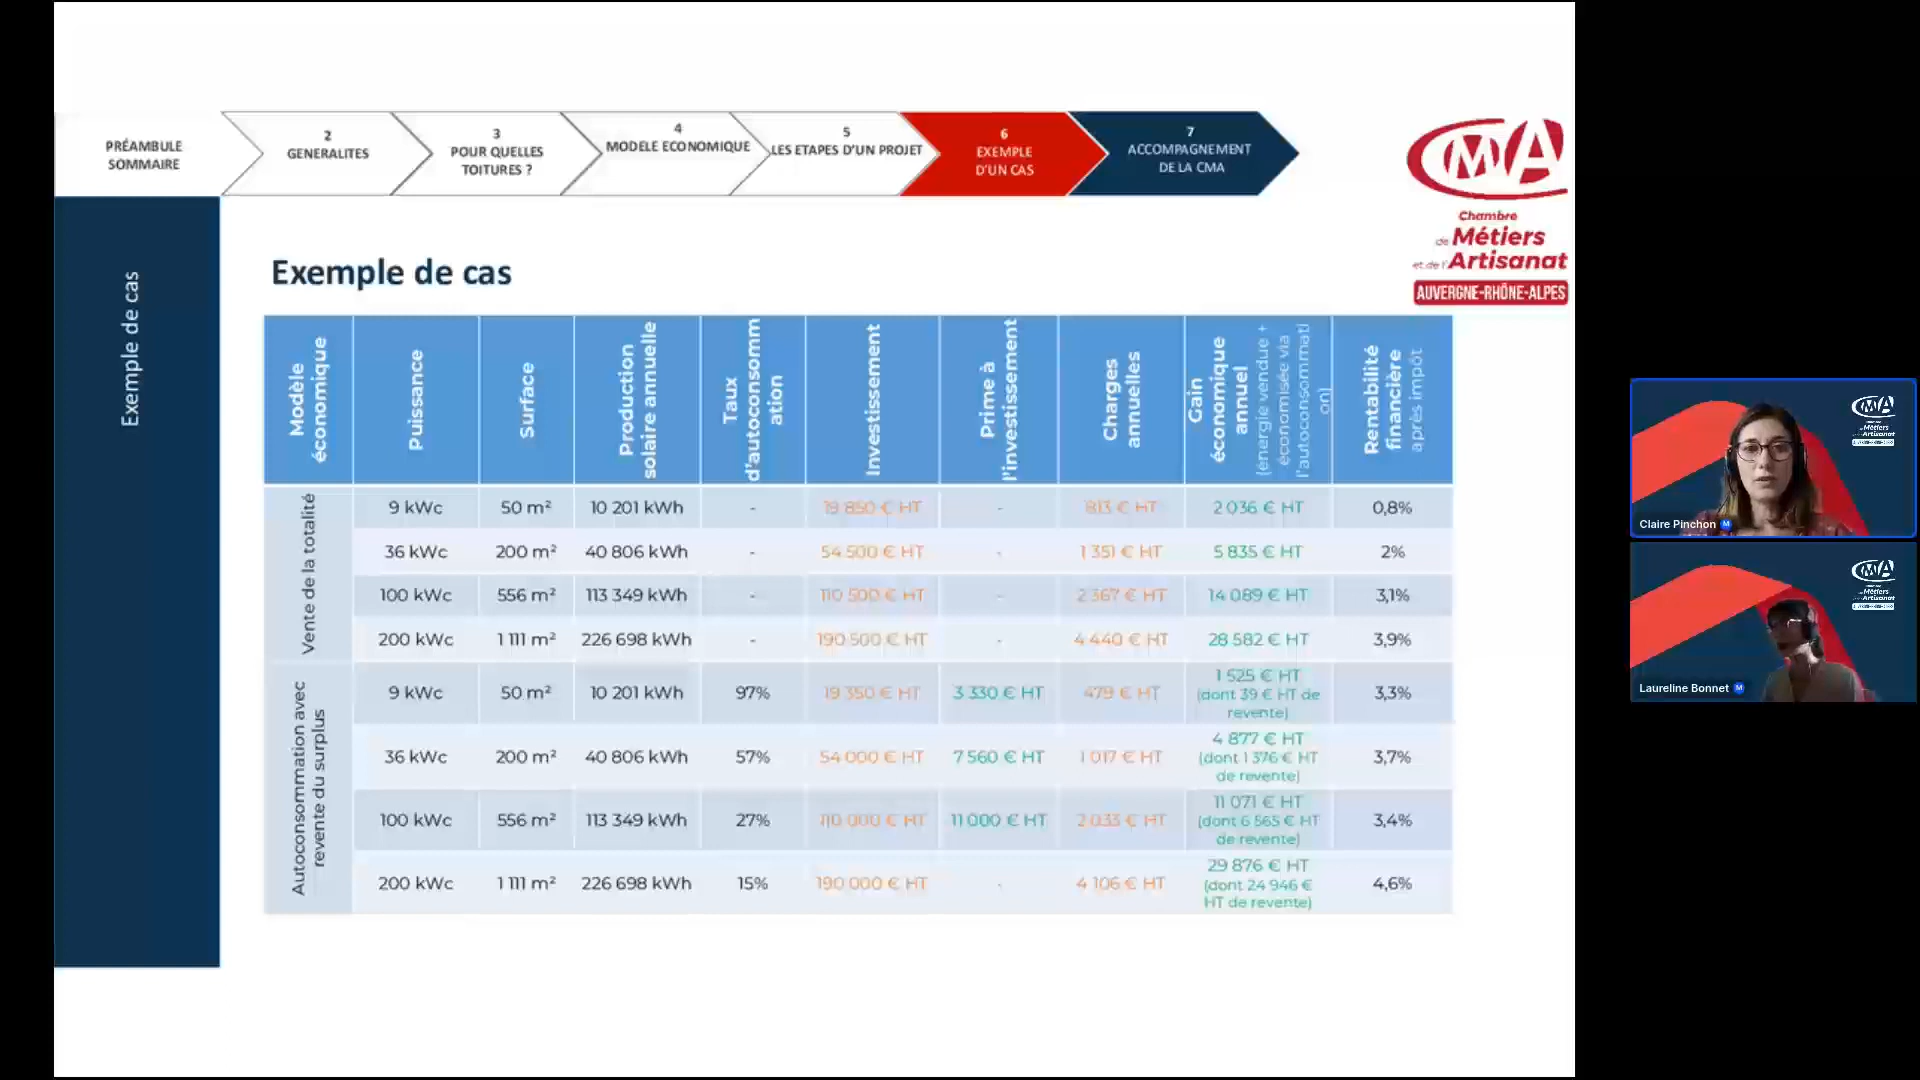 PRÉAMBULE
SOMMAIRE
2
GENERALITES
3
POUR QUELLES
TOITURES ?
4
MODELE ECONOMIQUE
5
LES ETAPES D'UN PROJET
6
EXEMPLE
D'UN CAS
7
ACCOMPAGNEMENT
DE LA CMA
CMA
Chambre
de Métiers
et de l'Artisanat
AUVERGNE-RHÔNE-ALPES
Exemple de cas
Exemple de cas
Modèle
économique
Puissance
Surface
Production
solaire annuelle
Taux
d'autoconsomm
ation
Investissement
Prime à
l'investissement
Charges
annuelles
Gain
économique
annuel
(énergie vendue +
économisée via
l'autoconsommati
on)
Rentabilité
financière
après impôt
Vente de la totalité
9 kWc 50 m² 10 201 kWh - 19 850 € HT - 813 € HT 2 036 € HT 0,8%
36 kWc 200 m² 40 806 kWh - 54 500 € HT - 1 351 € HT 5 835 € HT 2%
100 kWc 556 m² 113 349 kWh - 110 500 € HT - 2 367 € HT 14 089 € HT 3,1%
200 kWc 1 111 m² 226 698 kWh - 190 500 € HT - 4 440 € HT 28 582 € HT 3,9%
Autoconsommation avec
revente du surplus
9 kWc 50 m² 10 201 kWh 97% 19 350 € HT 3 330 € HT 479 € HT 1 525 € HT
(dont 39 € HT de
revente)
3,3%
36 kWc 200 m² 40 806 kWh 57% 54 000 € HT 7 560 € HT 1 017 € HT 4 877 € HT
(dont 1 376 € HT
de revente)
3,7%
100 kWc 556 m² 113 349 kWh 27% 110 000 € HT 11 000 € HT 2 033 € HT 11 071 € HT
(dont 6 565 € HT
de revente)
3,4%
200 kWc 1 111 m² 226 698 kWh 15% 190 000 € HT - 4 106 € HT 29 876 € HT
(dont 24 946 €
HT de revente)
4,6%
CMA
Claire Pinchon
CMA
Laureline Bonnet